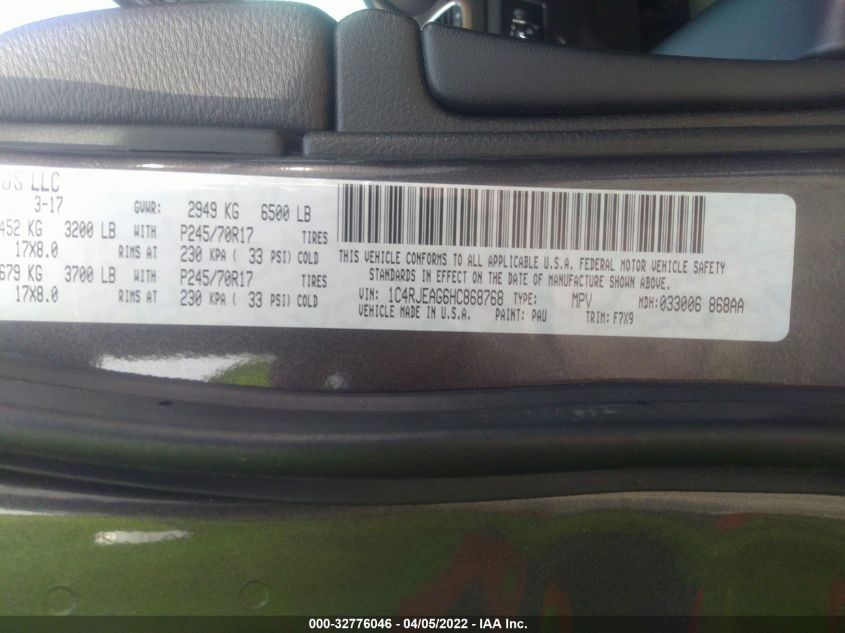 US LLC
3-17 GVWR: 2949 KG 6500 LB
452 KG 3200 LB WITH P245/70R17 TIRES
17X8.0 RIMS AT 230 KPA ( 33 PSI) COLD
679 KG 3700 LB WITH P245/70R17 TIRES
17X8.0 RIMS AT 230 KPA ( 33 PSI) COLD
THIS VEHICLE CONFORMS TO ALL APPLICABLE U.S.A. FEDERAL MOTOR VEHICLE SAFETY
STANDARDS IN EFFECT ON THE DATE OF MANUFACTURE SHOWN ABOVE.
VIN: 1C4RJEAG6HC868768 TYPE: MPV MDH: 033006 868AA
VEHICLE MADE IN U.S.A. PAINT: PAU TRIM: F7X9
000-32776046 - 04/05/2022 - IAA Inc.